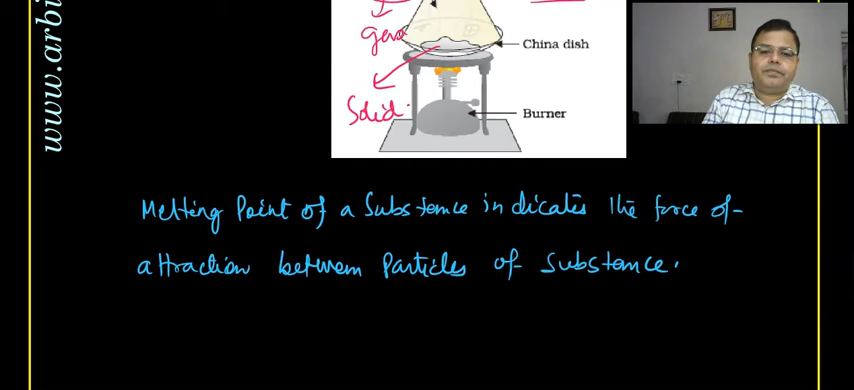 www.arbi
gas
China dish
Solid.
Burner
Melting Point of a Substance indicates the force of
attraction between Particles of Substance.